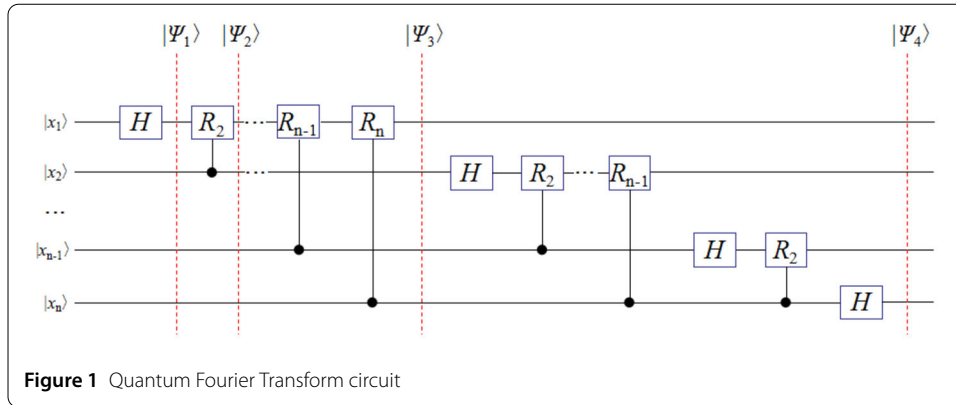 |Ψ₁⟩ |Ψ₂⟩ |Ψ₃⟩ |Ψ₄⟩
|x₁⟩ H R₂ ... Rₙ₋₁ Rₙ
|x₂⟩ ... H R₂ ... Rₙ₋₁
...
|xₙ₋₁⟩ H R₂
|xₙ⟩ H
Figure 1 Quantum Fourier Transform circuit